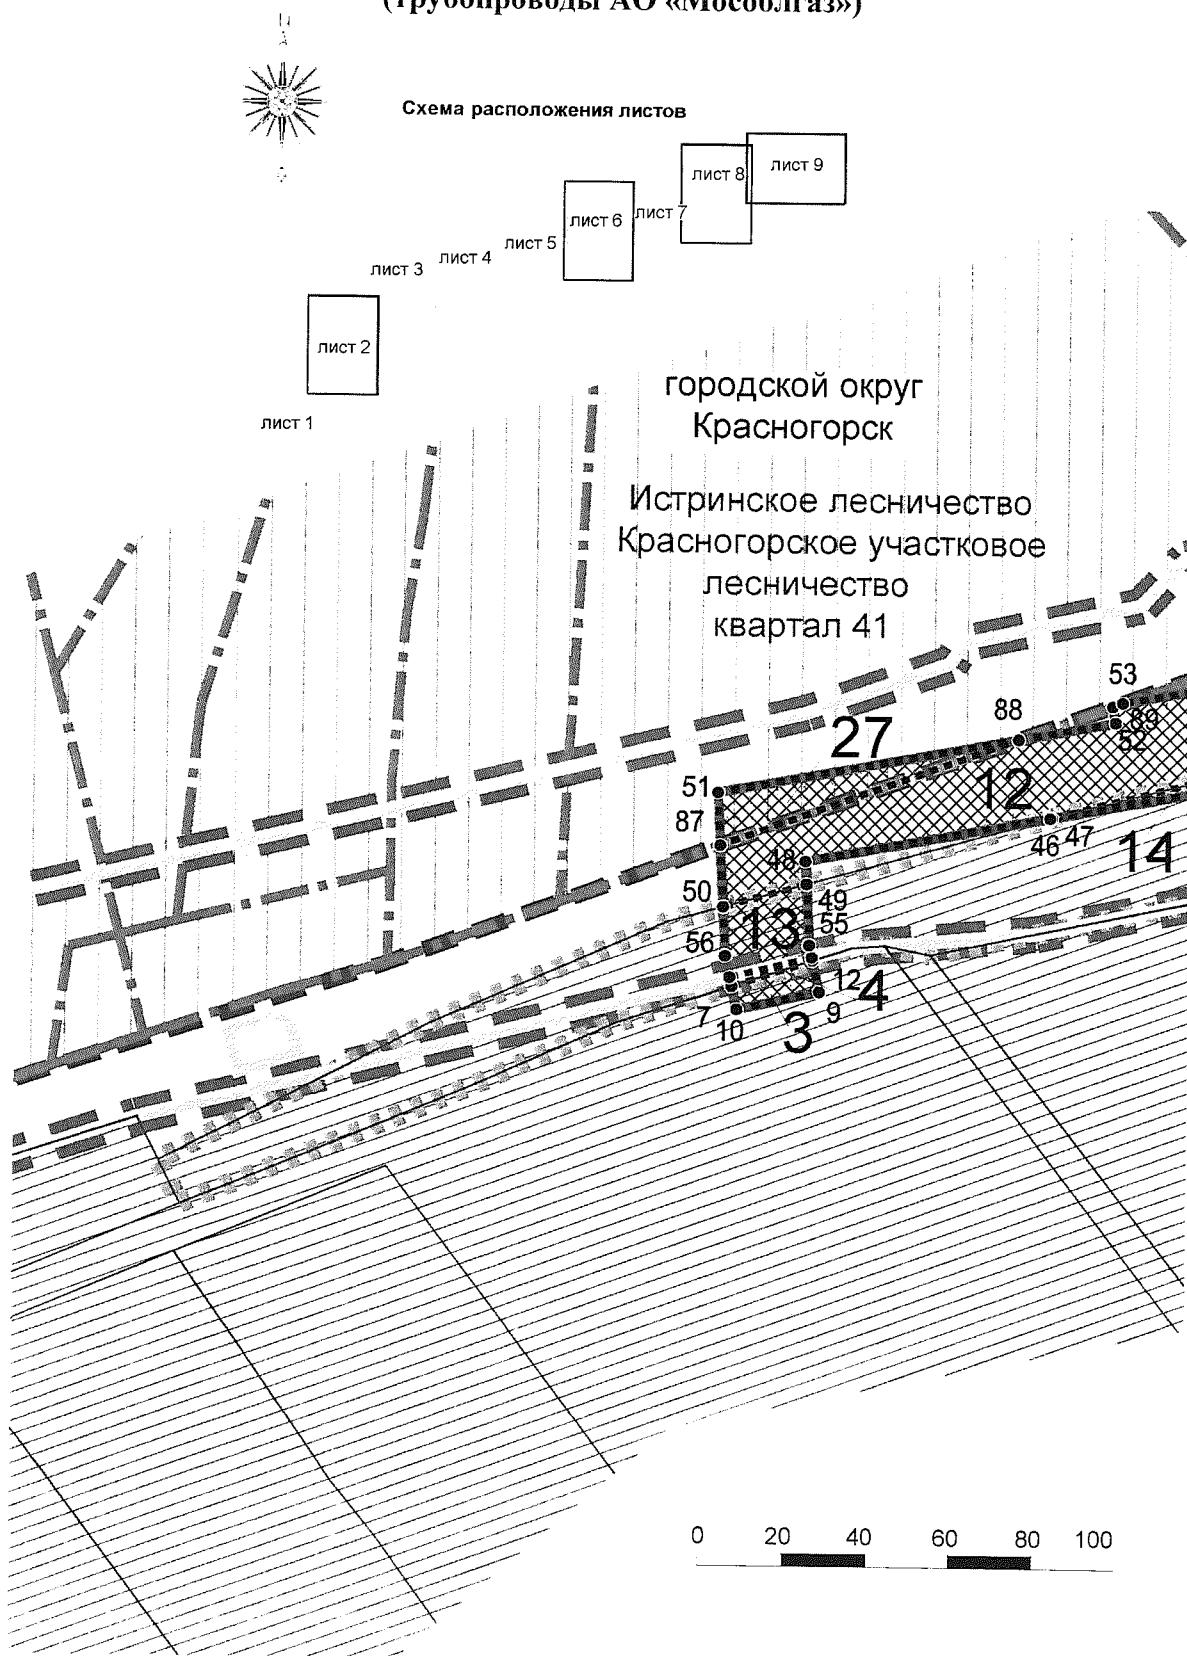 (трубопроводы АО «Мособлгаз»)
Схема расположения листов
лист 9
лист 8
лист 7
лист 6
лист 5
лист 4
лист 3
лист 2
лист 1
городской округ
Красногорск
Истринское лесничество
Красногорское участковое
лесничество
квартал 41
53
88
89
52
27
51
12
87
46
47
14
48
50
49
13
55
56
12
4
7
10
9
3
0 20 40 60 80 100